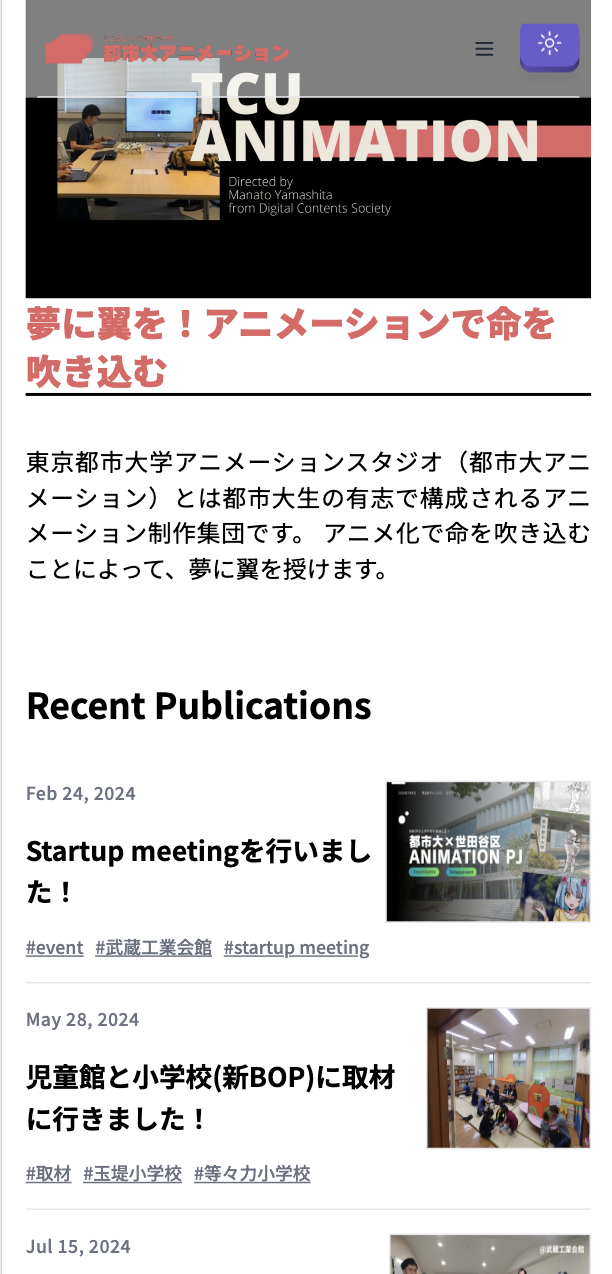 都市大アニメーション
TCU
ANIMATION
Directed by
Manato Yamashita
from Digital Contents Society
夢に翼を！アニメーションで命を
吹き込む
東京都市大学アニメーションスタジオ（都市大アニ
メーション）とは都市大生の有志で構成されるアニ
メーション制作集団です。 アニメ化で命を吹き込む
ことによって、夢に翼を授けます。
Recent Publications
Feb 24, 2024
都市大×世田谷区
ANIMATION PJ
Startup meetingを行いまし
た！
#event #武蔵工業会館 #startup meeting
May 28, 2024
児童館と小学校(新BOP)に取材
に行きました！
#取材 #玉堤小学校 #等々力小学校
Jul 15, 2024
@武蔵工業会館